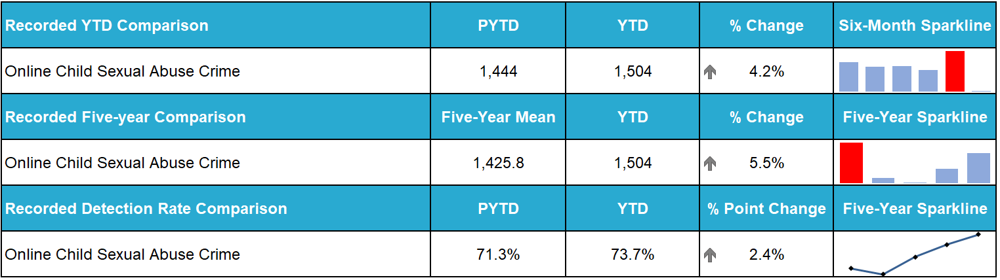 Recorded YTD Comparison PYTD YTD % Change Six-Month Sparkline
Online Child Sexual Abuse Crime 1,444 1,504 4.2%
Recorded Five-year Comparison Five-Year Mean YTD % Change Five-Year Sparkline
Online Child Sexual Abuse Crime 1,425.8 1,504 5.5%
Recorded Detection Rate Comparison PYTD YTD % Point Change Five-Year Sparkline
Online Child Sexual Abuse Crime 71.3% 73.7% 2.4%